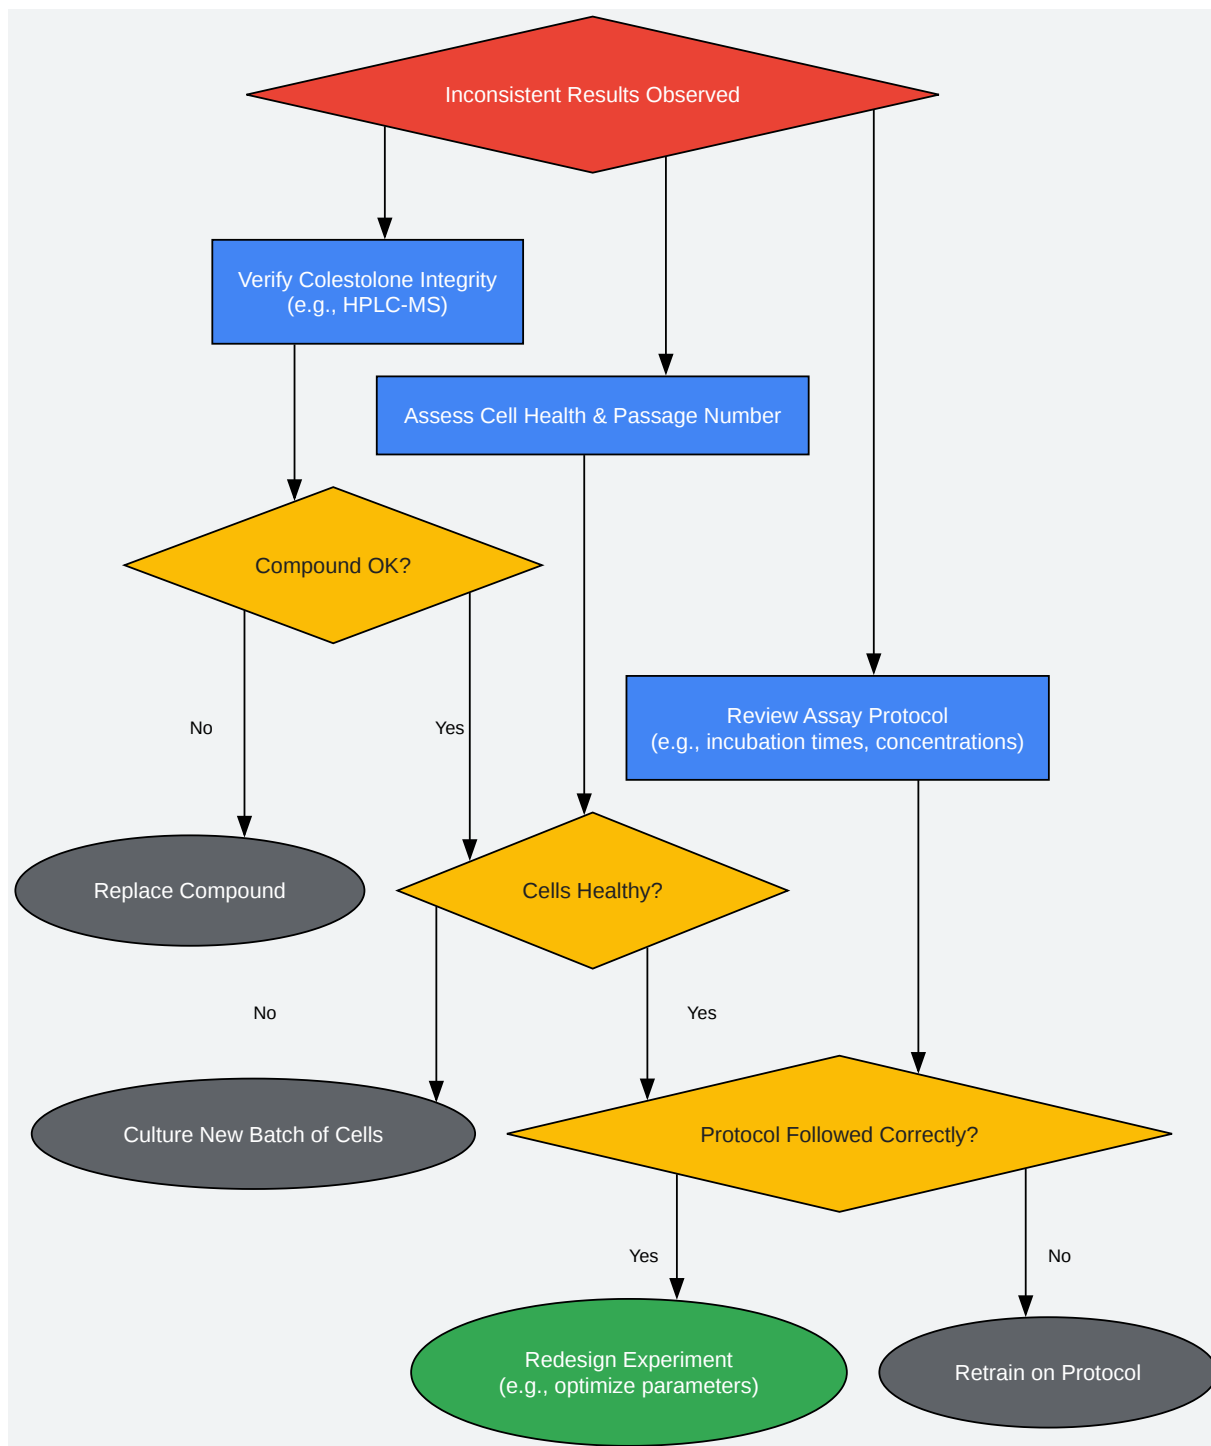 Inconsistent Results Observed
Verify Colestolone Integrity
(e.g., HPLC-MS)
Assess Cell Health & Passage Number
Compound OK?
No
Yes
Review Assay Protocol
(e.g., incubation times, concentrations)
Replace Compound
Cells Healthy?
No
Yes
Culture New Batch of Cells
Protocol Followed Correctly?
Yes
No
Redesign Experiment
(e.g., optimize parameters)
Retrain on Protocol